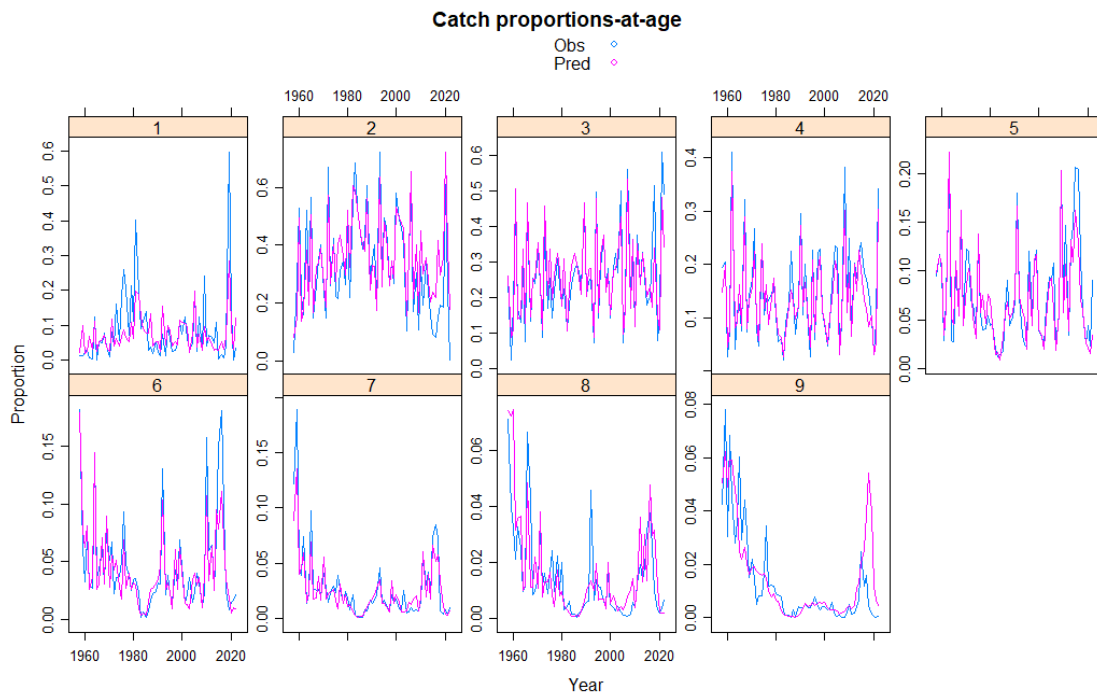 Catch proportions-at-age
Obs
Pred
1960 1980 2000 2020 1960 1980 2000 2020
1 2 3 4 5
0.0 0.1 0.2 0.3 0.4 0.5 0.6
0.0 0.2 0.4 0.6
0.0 0.1 0.2 0.3 0.4 0.5 0.6
0.1 0.2 0.3 0.4
0.00 0.05 0.10 0.15 0.20
Proportion
6 7 8 9
0.00 0.05 0.10 0.15
0.00 0.05 0.10 0.15
0.00 0.02 0.04 0.06
0.00 0.02 0.04 0.06 0.08
1960 1980 2000 2020 1960 1980 2000 2020
Year